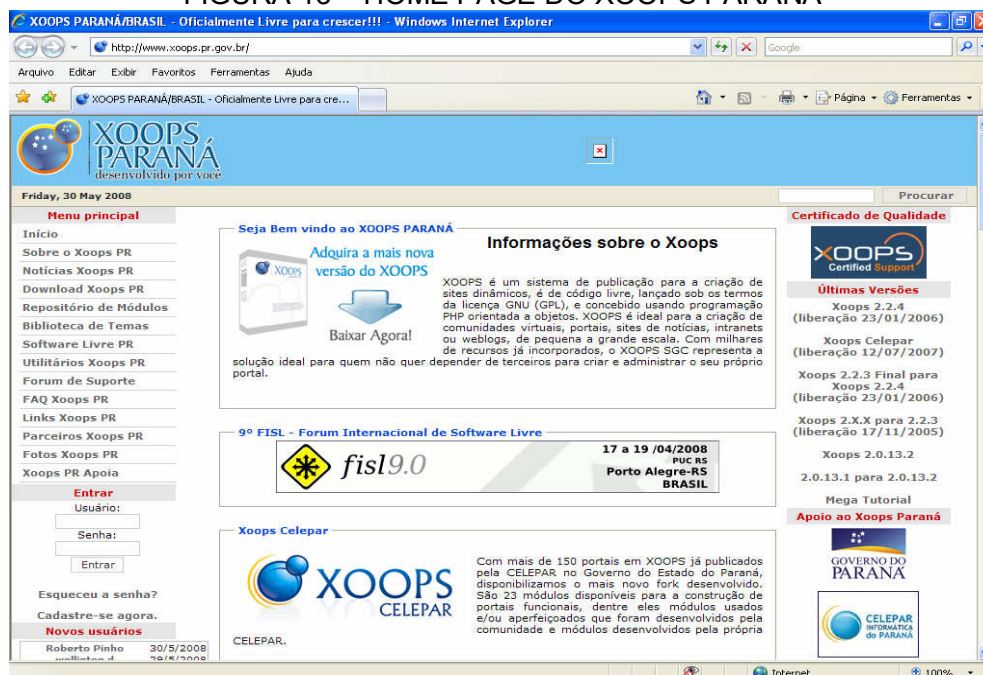 FIGURA 10 - HOME PAGE DO XOOPS PARANÁ
XOOPS PARANÁ/BRASIL - Oficialmente Livre para crescer!!! - Windows Internet Explorer
http://www.xoops.pr.gov.br/
Google
Arquivo Editar Exibir Favoritos Ferramentas Ajuda
XOOPS PARANÁ/BRASIL - Oficialmente Livre para cre...
Página
Ferramentas
XOOPS
PARANÁ
desenvolvido por você
Friday, 30 May 2008
Procurar
Menu principal
Início
Sobre o Xoops PR
Notícias Xoops PR
Download Xoops PR
Repositório de Módulos
Biblioteca de Temas
Software Livre PR
Utilitários Xoops PR
Forum de Suporte
FAQ Xoops PR
Links Xoops PR
Parceiros Xoops PR
Fotos Xoops PR
Xoops PR Apoia
Entrar
Usuário:
Senha:
Entrar
Esqueceu a senha?
Cadastre-se agora.
Novos usuários
Roberto Pinho 30/5/2008
wellington d 29/5/2008
Seja Bem vindo ao XOOPS PARANÁ
Adquira a mais nova
versão do XOOPS
XOOPS
Baixar Agora!
Informações sobre o Xoops
XOOPS é um sistema de publicação para a criação de
sites dinâmicos, é de código livre, lançado sob os termos
da licença GNU (GPL), e concebido usando programação
PHP orientada a objetos. XOOPS é ideal para a criação de
comunidades virtuais, portais, sites de notícias, intranets
ou weblogs, de pequena a grande escala. Com milhares
de recursos já incorporados, o XOOPS SGC representa a
solução ideal para quem não quer depender de terceiros para criar e administrar o seu próprio
portal.
9º FISL - Forum Internacional de Software Livre
fisl9.0
17 a 19 /04/2008
PUC RS
Porto Alegre-RS
BRASIL
Xoops Celepar
XOOPS
CELEPAR
Com mais de 150 portais em XOOPS já publicados
pela CELEPAR no Governo do Estado do Paraná,
disponibilizamos o mais novo fork desenvolvido.
São 23 módulos disponíveis para a construção de
portais funcionais, dentre eles módulos usados
e/ou aperfeiçoados que foram desenvolvidos pela
comunidade e módulos desenvolvidos pela própria
CELEPAR.
Certificado de Qualidade
XOOPS
Certified Support
Últimas Versões
Xoops 2.2.4
(liberação 23/01/2006)
Xoops Celepar
(liberação 12/07/2007)
Xoops 2.2.3 Final para
Xoops 2.2.4
(liberação 23/01/2006)
Xoops 2.X.X para 2.2.3
(liberação 17/11/2005)
Xoops 2.0.13.2
2.0.13.1 para 2.0.13.2
Mega Tutorial
Apoio ao Xoops Paraná
GOVERNO DO
PARANÁ
CELEPAR
INFORMÁTICA
do PARANÁ
Internet
100%